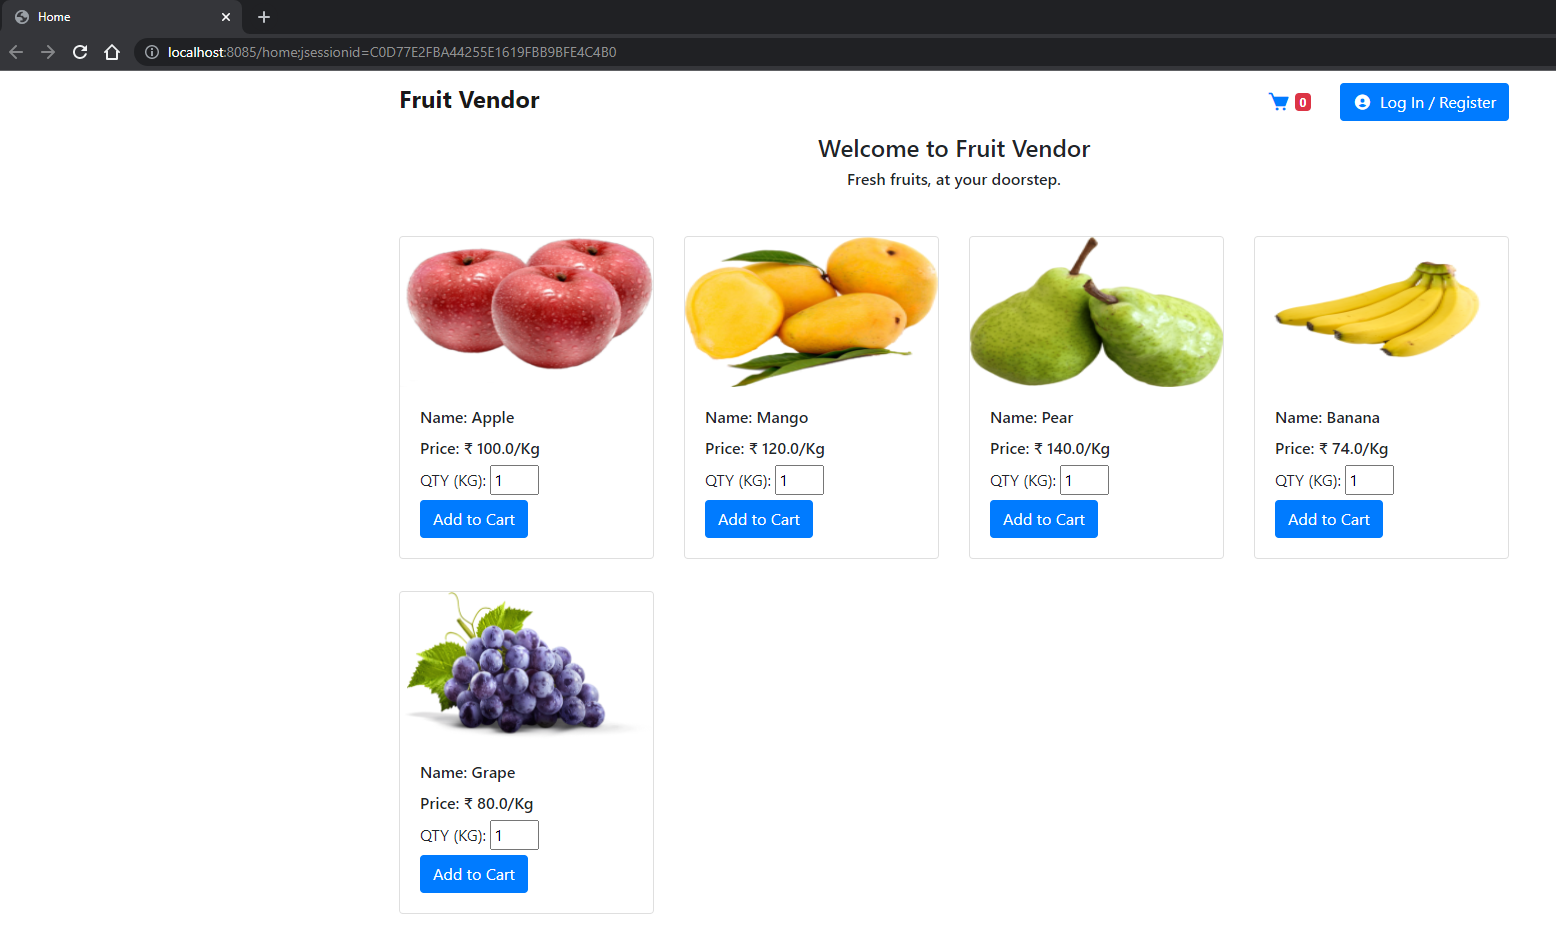 Home
localhost:8085/home;jsessionid=C0D77E2FBA44255E1619FBB9BFE4C4B0
Fruit Vendor
0
Log In / Register
Welcome to Fruit Vendor
Fresh fruits, at your doorstep.
Name: Apple
Price: ₹ 100.0/Kg
QTY (KG): 1
Add to Cart
Name: Mango
Price: ₹ 120.0/Kg
QTY (KG): 1
Add to Cart
Name: Pear
Price: ₹ 140.0/Kg
QTY (KG): 1
Add to Cart
Name: Banana
Price: ₹ 74.0/Kg
QTY (KG): 1
Add to Cart
Name: Grape
Price: ₹ 80.0/Kg
QTY (KG): 1
Add to Cart